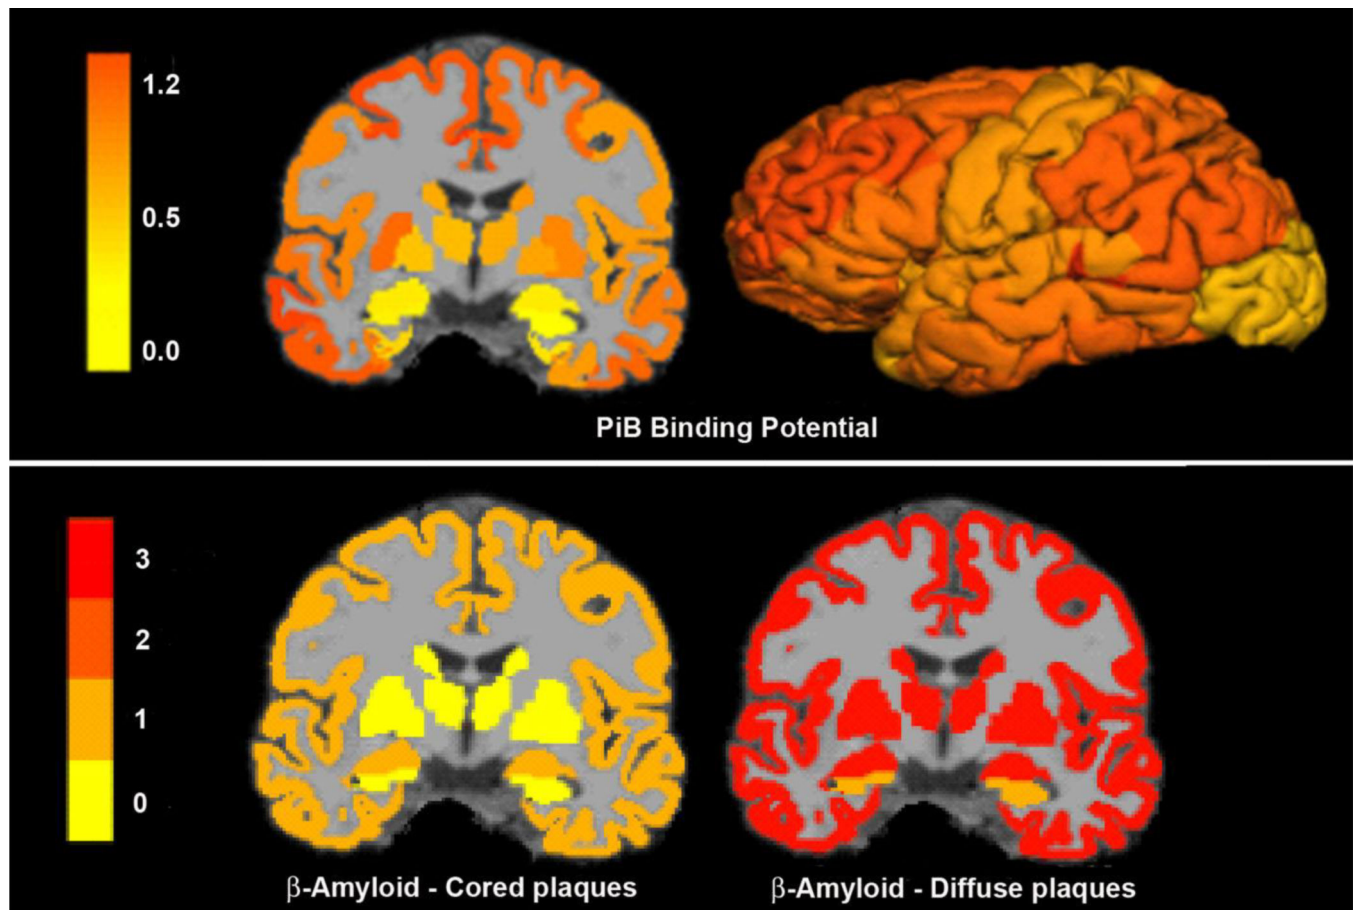 1.2
0.5
0.0
PiB Binding Potential
3
2
1
0
β-Amyloid - Cored plaques
β-Amyloid - Diffuse plaques